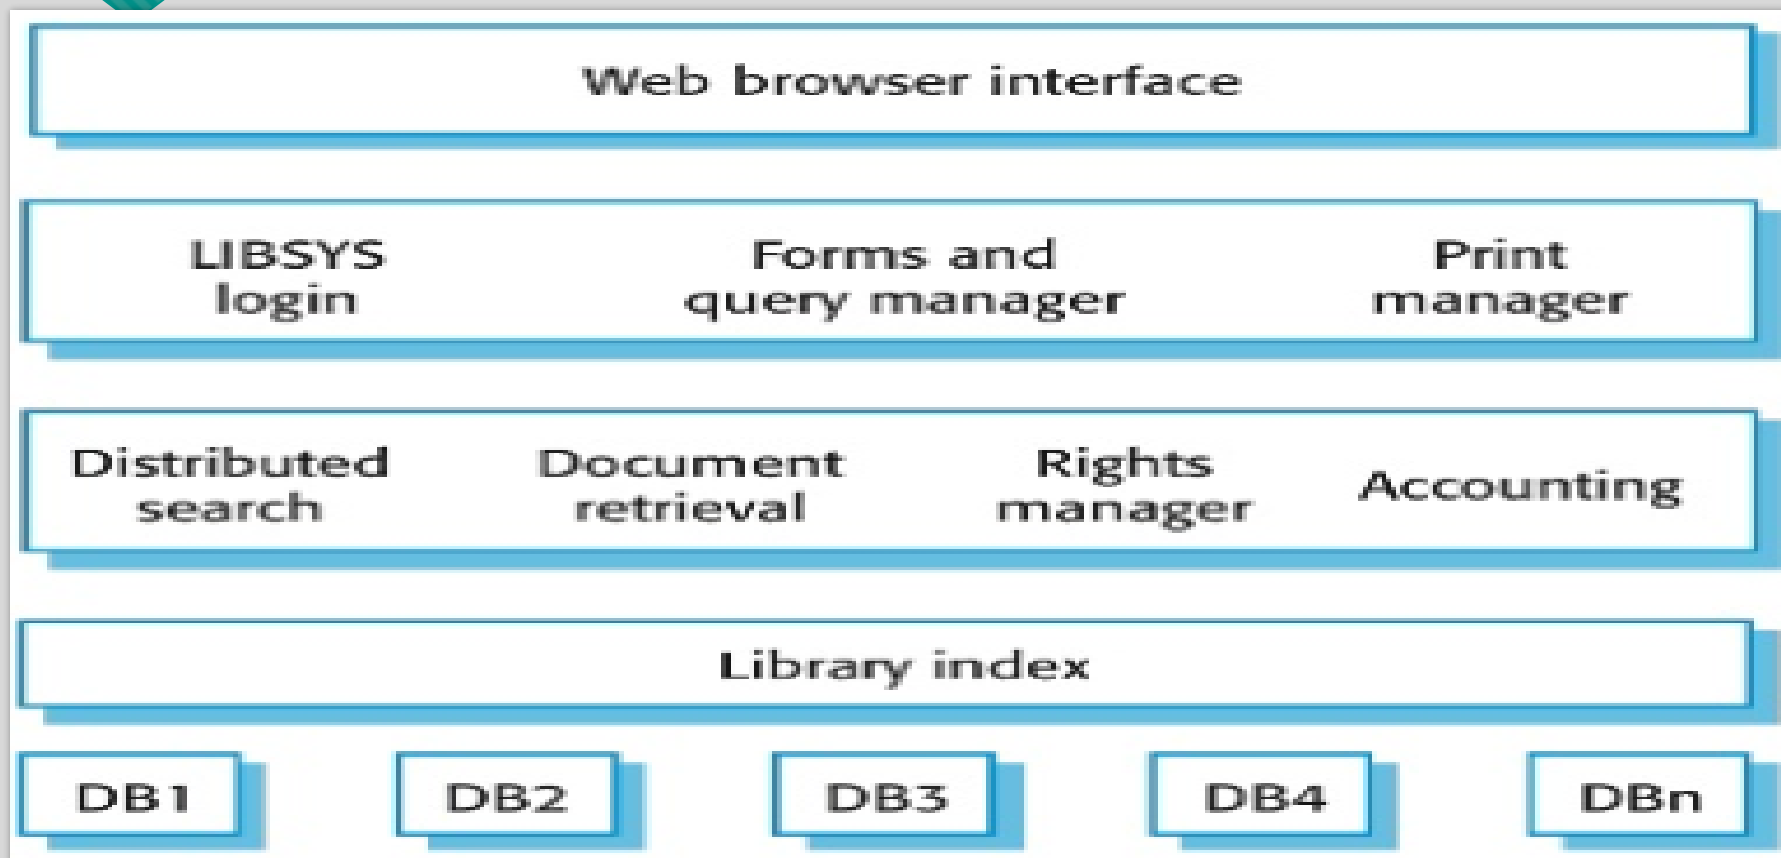 Web browser interface
LIBSYS
login
Forms and
query manager
Print
manager
Distributed
search
Document
retrieval
Rights
manager
Accounting
Library index
DB1
DB2
DB3
DB4
DBn